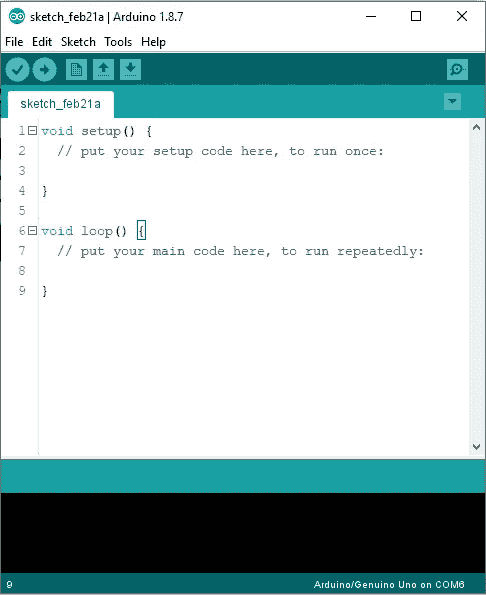 sketch_feb21a | Arduino 1.8.7
File Edit Sketch Tools Help
sketch_feb21a
1 void setup() {
2 // put your setup code here, to run once:
3
4 }
5
6 void loop() {
7 // put your main code here, to run repeatedly:
8
9 }
9 Arduino/Genuino Uno on COM6